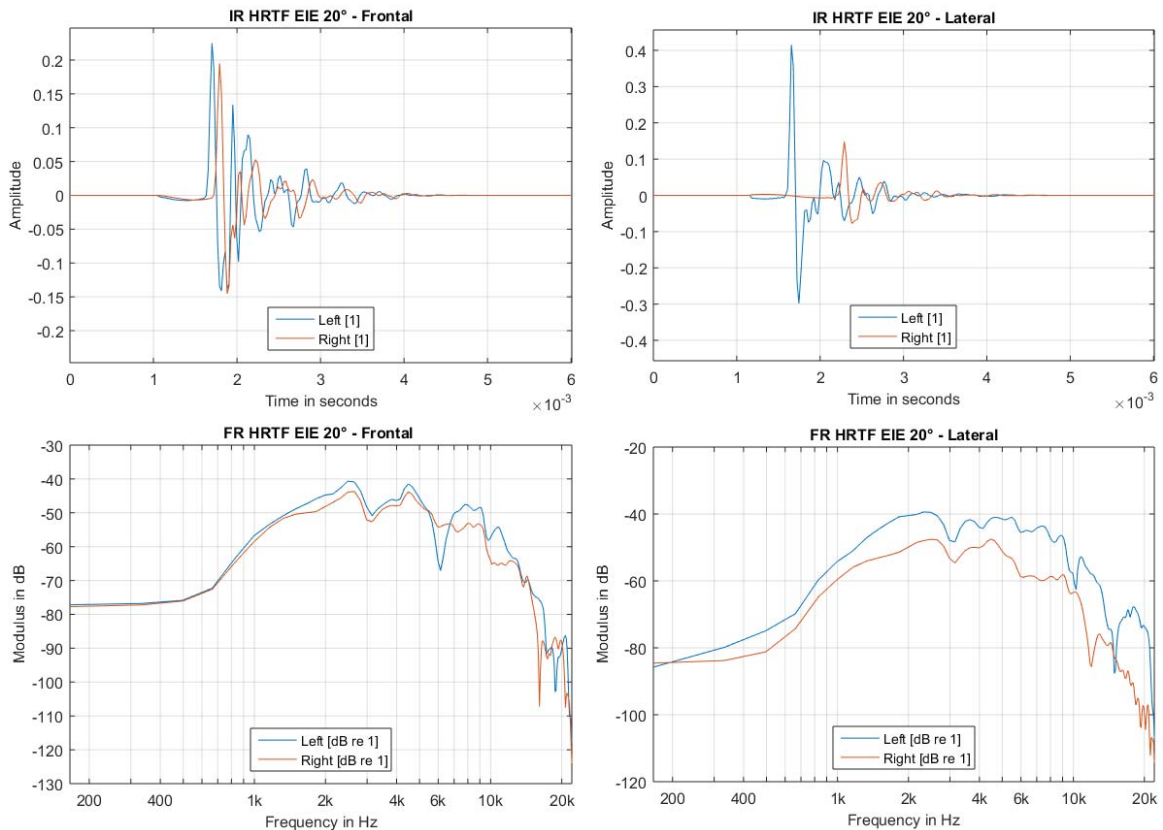 IR HRTF EIE 20° - Frontal
0.2
0.15
0.1
0.05
0
-0.05
-0.1
-0.15
-0.2
Amplitude
Left [1]
Right [1]
0 1 2 3 4 5 6
Time in seconds
×10⁻³
IR HRTF EIE 20° - Lateral
0.4
0.3
0.2
0.1
0
-0.1
-0.2
-0.3
-0.4
Amplitude
Left [1]
Right [1]
0 1 2 3 4 5 6
Time in seconds
×10⁻³
FR HRTF EIE 20° - Frontal
-30
-40
-50
-60
-70
-80
-90
-100
-110
-120
-130
Modulus in dB
Left [dB re 1]
Right [dB re 1]
200 400 1k 2k 4k 6k 10k 20k
Frequency in Hz
FR HRTF EIE 20° - Lateral
-20
-40
-60
-80
-100
-120
Modulus in dB
Left [dB re 1]
Right [dB re 1]
200 400 1k 2k 4k 6k 10k 20k
Frequency in Hz